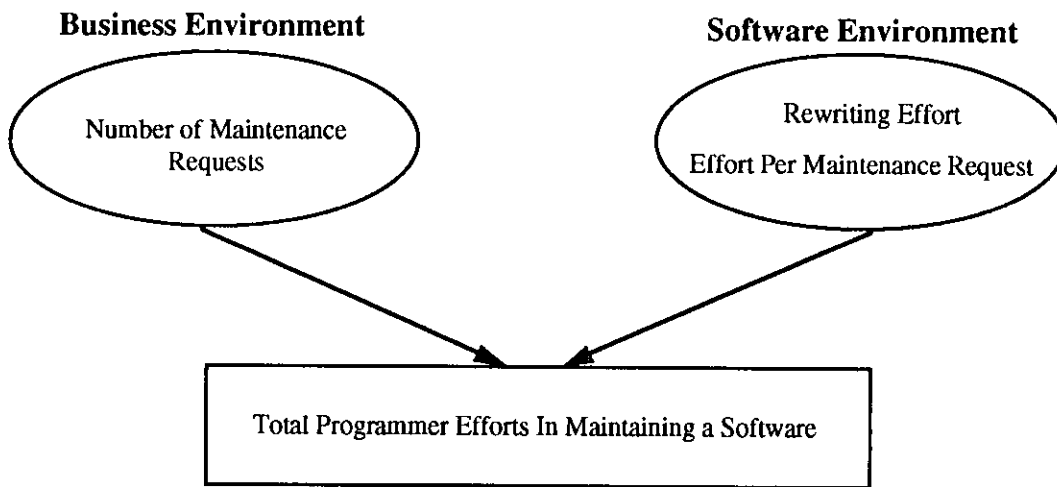 Business Environment
Number of Maintenance
Requests
Software Environment
Rewriting Effort
Effort Per Maintenance Request
Total Programmer Efforts In Maintaining a Software